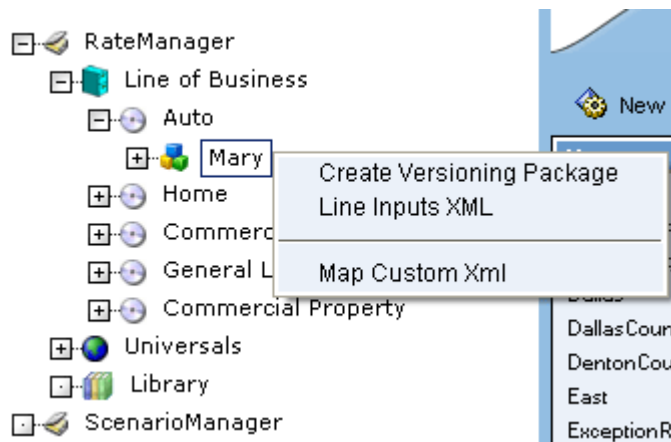 RateManager
Line of Business
Auto
Mary
Create Versioning Package
Line Inputs XML
Map Custom Xml
Home
General L
Commercial Property
Universals
Library
ScenarioManager
New
DallasCoun
DentonCou
East
ExceptionR